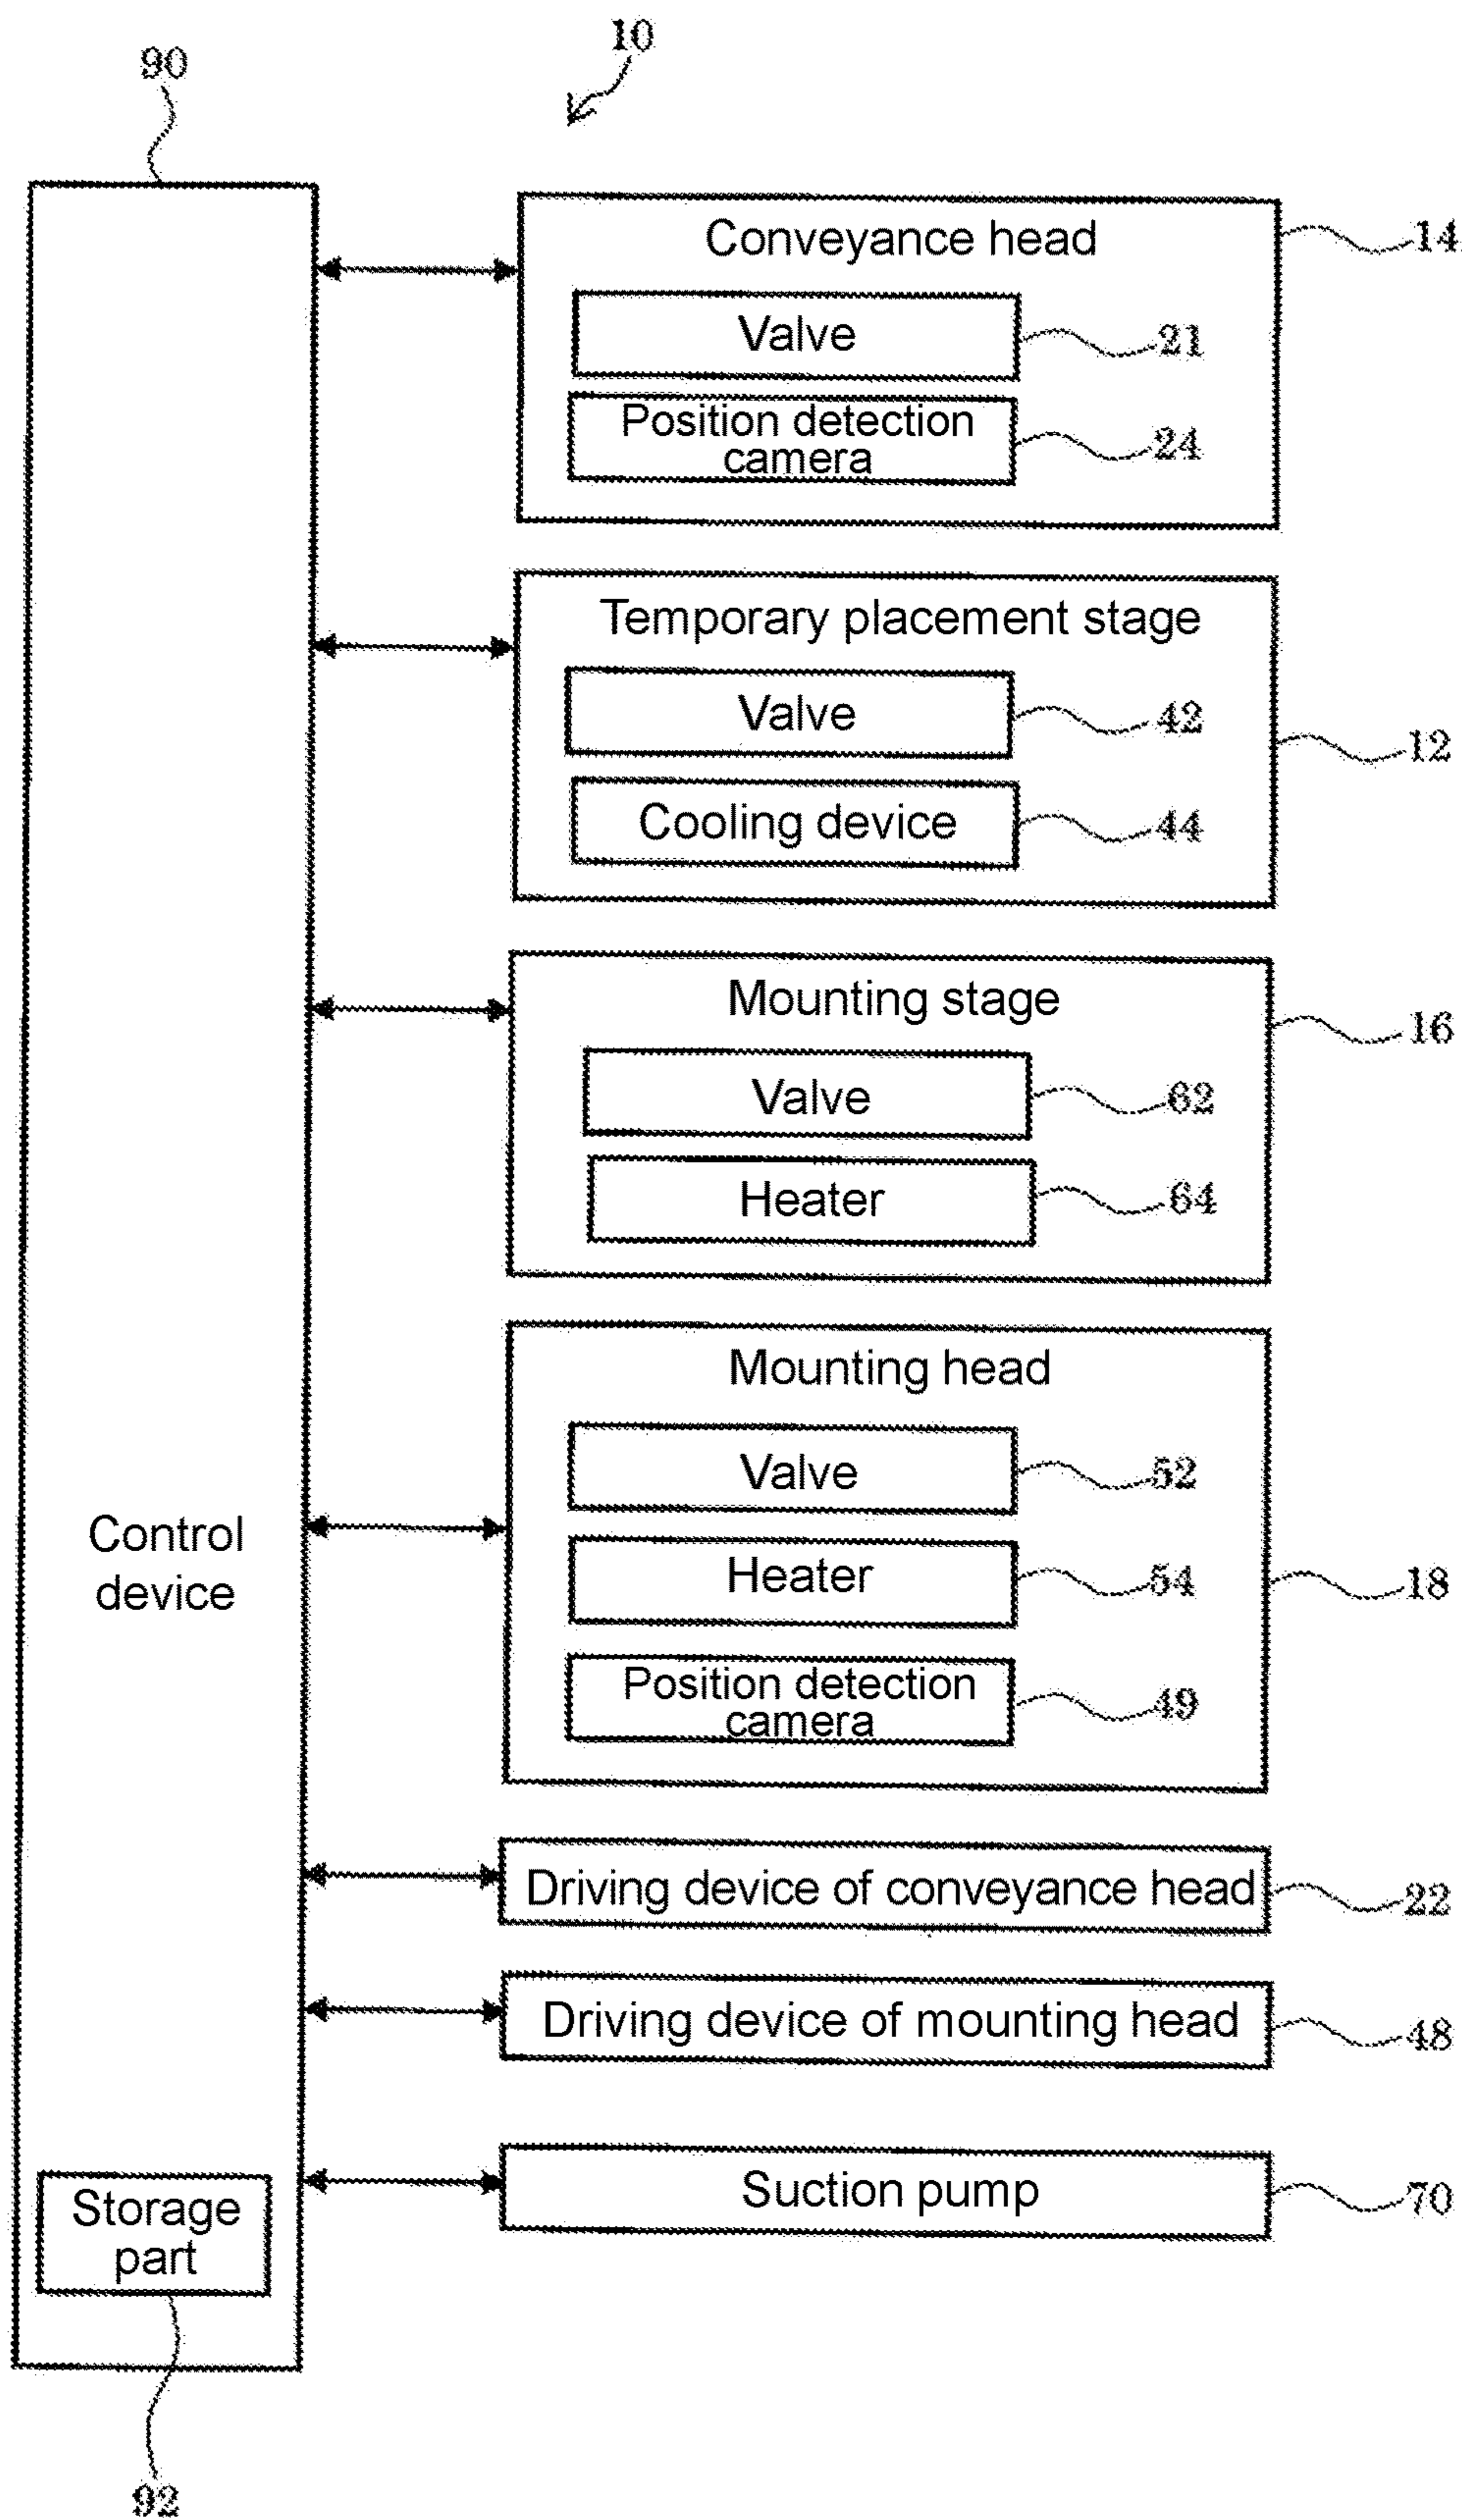 10
90
Conveyance head
14
Valve
21
Position detection
camera
24
Temporary placement stage
Valve
42
12
Cooling device
44
Mounting stage
16
Valve
62
Heater
64
Mounting head
Valve
52
Control
device
Heater
54
18
Position detection
camera
49
Driving device of conveyance head
22
Driving device of mounting head
48
Suction pump
70
Storage
part
92